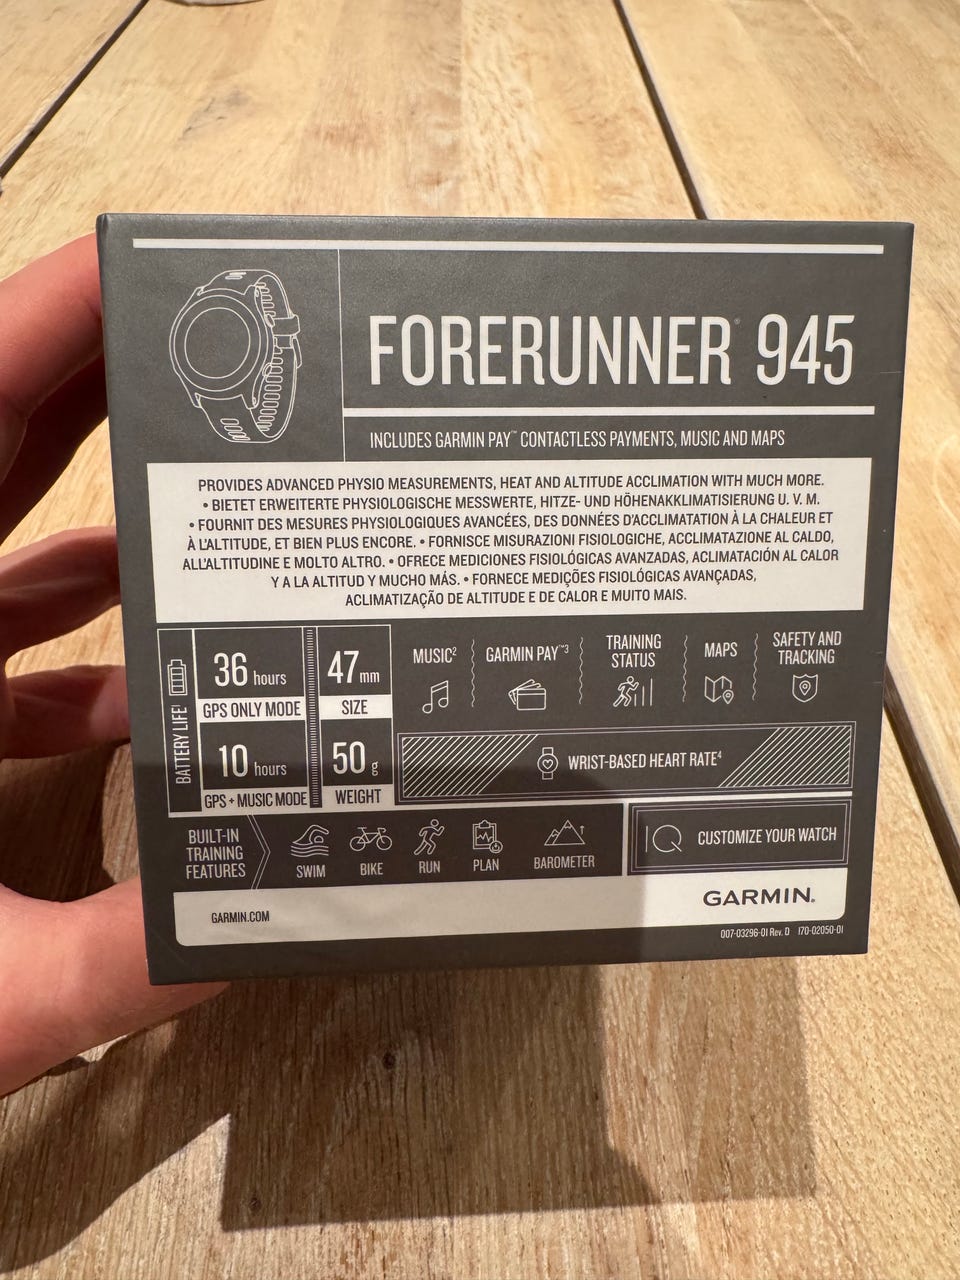 FORERUNNER® 945
INCLUDES GARMIN PAY™ CONTACTLESS PAYMENTS, MUSIC AND MAPS
PROVIDES ADVANCED PHYSIO MEASUREMENTS, HEAT AND ALTITUDE ACCLIMATION WITH MUCH MORE.
• BIETET ERWEITERTE PHYSIOLOGISCHE MESSWERTE, HITZE- UND HÖHENAKKLIMATISIERUNG U. V. M.
• FOURNIT DES MESURES PHYSIOLOGIQUES AVANCÉES, DES DONNÉES D'ACCLIMATATION À LA CHALEUR ET
À L'ALTITUDE, ET BIEN PLUS ENCORE. • FORNISCE MISURAZIONI FISIOLOGICHE, ACCLIMATAZIONE AL CALDO,
ALL'ALTITUDINE E MOLTO ALTRO. • OFRECE MEDICIONES FISIOLÓGICAS AVANZADAS, ACLIMATACIÓN AL CALOR
Y A LA ALTITUD Y MUCHO MÁS. • FORNECE MEDIÇÕES FISIOLÓGICAS AVANÇADAS,
ACLIMATIZAÇÃO DE ALTITUDE E DE CALOR E MUITO MAIS.
BATTERY LIFE¹
36 hours
GPS ONLY MODE
10 hours
GPS + MUSIC MODE
47 mm
SIZE
50 g
WEIGHT
MUSIC²
GARMIN PAY™³
TRAINING
STATUS
MAPS
SAFETY AND
TRACKING
WRIST-BASED HEART RATE⁴
BUILT-IN
TRAINING
FEATURES
SWIM
BIKE
RUN
PLAN
BAROMETER
IQ CUSTOMIZE YOUR WATCH
GARMIN.COM
GARMIN®
007-03296-01 Rev. D 170-02050-01